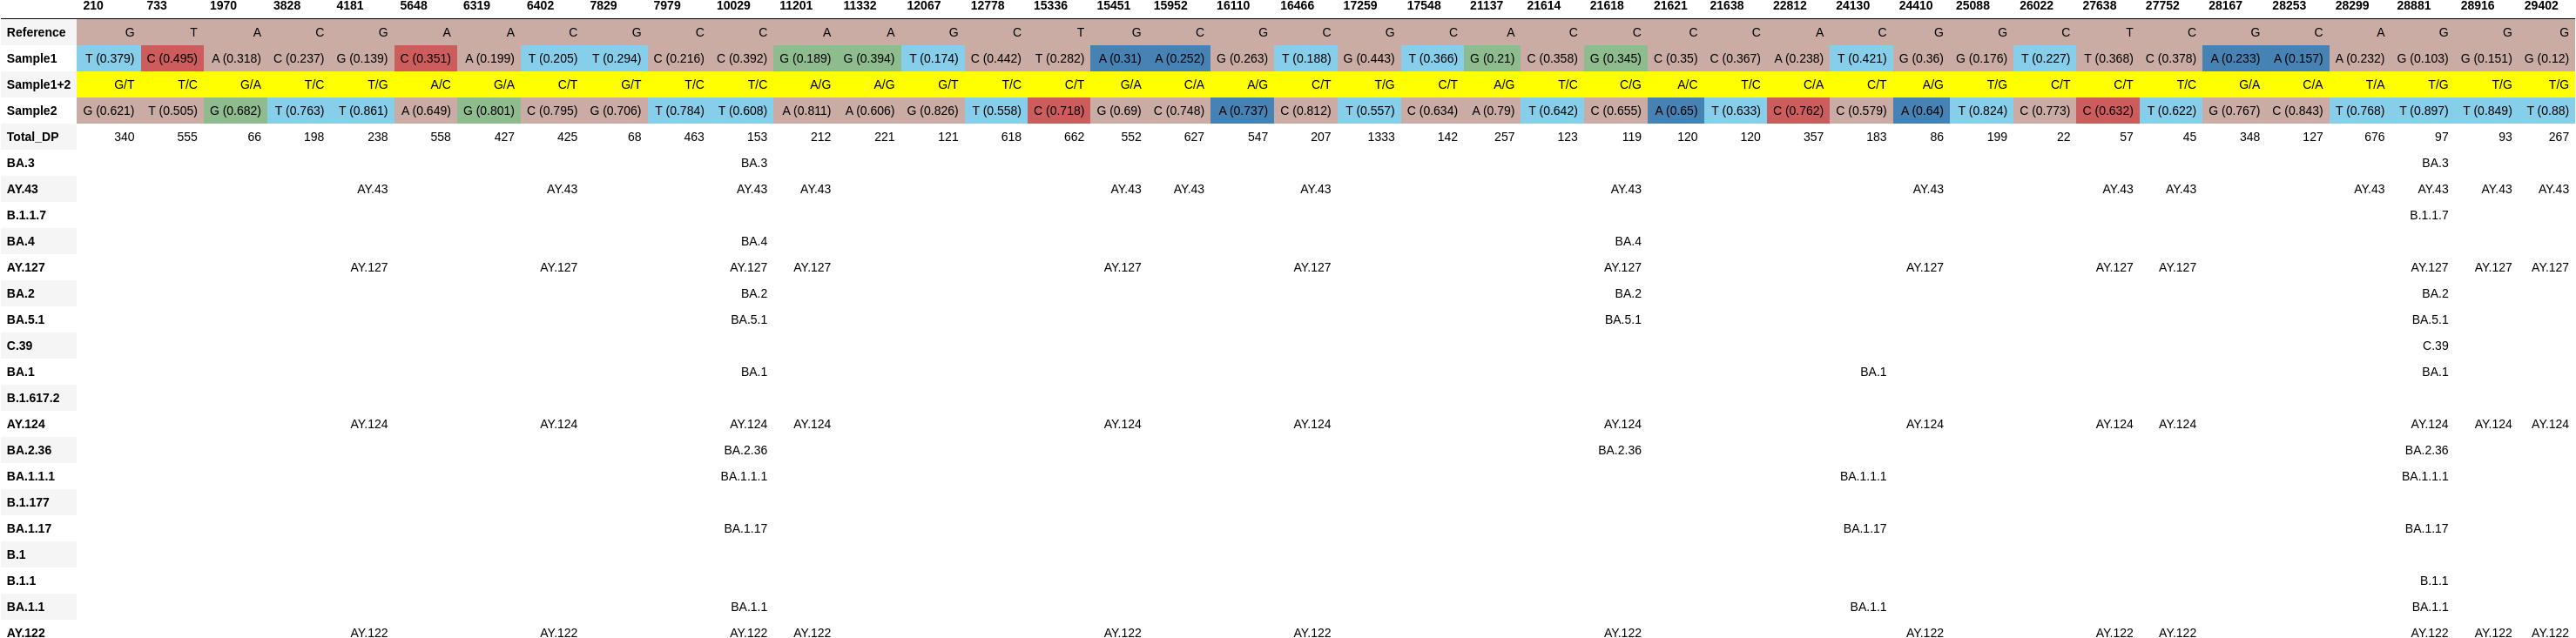 210 733 1970 3828 4181 5648 6319 6402 7829 7979 10029 11201 11332 12067 12778 15336 15451 15952 16110 16466 17259 17548 21137 21614 21618 21621 21638 22812 24130 24410 25088 26022 27638 27752 28167 28253 28299 28881 28916 29402
Reference G T A C G A A C G C C A A G C T G C G C G C A C C C C A C G G C T C G C A G G G
Sample1 T (0.379) C (0.495) A (0.318) C (0.237) G (0.139) C (0.351) A (0.199) T (0.205) T (0.294) C (0.216) C (0.392) G (0.189) G (0.394) T (0.174) C (0.442) T (0.282) A (0.31) A (0.252) G (0.263) T (0.188) G (0.443) T (0.366) G (0.21) C (0.358) G (0.345) C (0.35) C (0.367) A (0.238) T (0.421) G (0.36) G (0.176) T (0.227) T (0.368) C (0.378) A (0.233) A (0.157) A (0.232) G (0.103) G (0.151) G (0.12)
Sample1+2 G/T T/C G/A T/C T/G A/C G/A C/T G/T T/C T/C A/G A/G G/T T/C C/T G/A C/A A/G C/T T/G C/T A/G T/C C/G A/C T/C C/A C/T A/G T/G C/T C/T T/C G/A C/A T/A T/G T/G T/G
Sample2 G (0.621) T (0.505) G (0.682) T (0.763) T (0.861) A (0.649) G (0.801) C (0.795) G (0.706) T (0.784) T (0.608) A (0.811) A (0.606) G (0.826) T (0.558) C (0.718) G (0.69) C (0.748) A (0.737) C (0.812) T (0.557) C (0.634) A (0.79) T (0.642) C (0.655) A (0.65) T (0.633) C (0.762) C (0.579) A (0.64) T (0.824) C (0.773) C (0.632) T (0.622) G (0.767) C (0.843) T (0.768) T (0.897) T (0.849) T (0.88)
Total_DP 340 555 66 198 238 558 427 425 68 463 153 212 221 121 618 662 552 627 547 207 1333 142 257 123 119 120 120 357 183 86 199 22 57 45 348 127 676 97 93 267
BA.3 BA.3 BA.3
AY.43 AY.43 AY.43 AY.43 AY.43 AY.43 AY.43 AY.43 AY.43 AY.43 AY.43 AY.43 AY.43 AY.43 AY.43 AY.43
B.1.1.7 B.1.1.7
BA.4 BA.4 BA.4
AY.127 AY.127 AY.127 AY.127 AY.127 AY.127 AY.127 AY.127 AY.127 AY.127 AY.127 AY.127 AY.127 AY.127
BA.2 BA.2 BA.2 BA.2
BA.5.1 BA.5.1 BA.5.1 BA.5.1
C.39 C.39
BA.1 BA.1 BA.1 BA.1
B.1.617.2
AY.124 AY.124 AY.124 AY.124 AY.124 AY.124 AY.124 AY.124 AY.124 AY.124 AY.124 AY.124 AY.124 AY.124
BA.2.36 BA.2.36 BA.2.36 BA.2.36
BA.1.1.1 BA.1.1.1 BA.1.1.1 BA.1.1.1
B.1.177
BA.1.17 BA.1.17 BA.1.17 BA.1.17
B.1
B.1.1 B.1.1
BA.1.1 BA.1.1 BA.1.1 BA.1.1
AY.122 AY.122 AY.122 AY.122 AY.122 AY.122 AY.122 AY.122 AY.122 AY.122 AY.122 AY.122 AY.122 AY.122